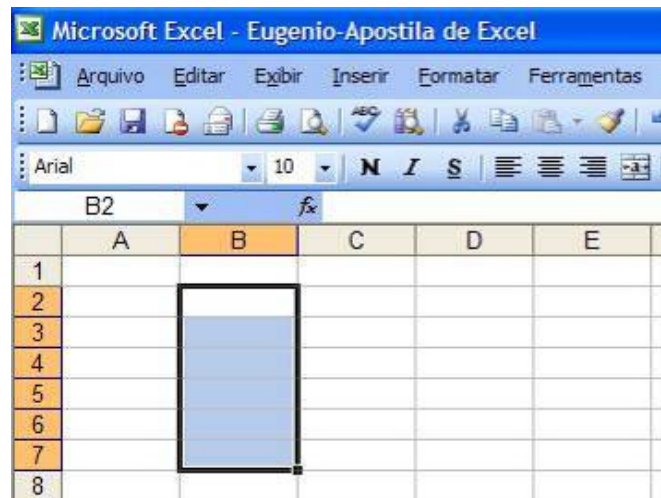 Microsoft Excel - Eugenio-Apostila de Excel
Arquivo Editar Exibir Inserir Formatar Ferramentas
ABC
Arial 10 N I S a
B2 fx
A B C D E
1
2
3
4
5
6
7
8